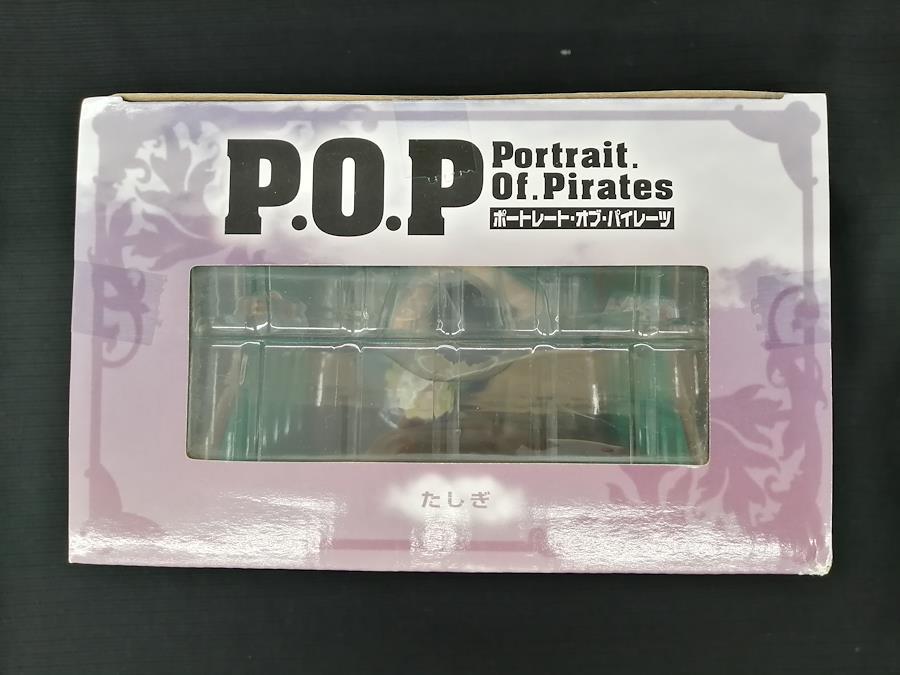 P.O.P
Portrait.
Of.Pirates
ポートレート・オブ・パイレーツ
たしぎ